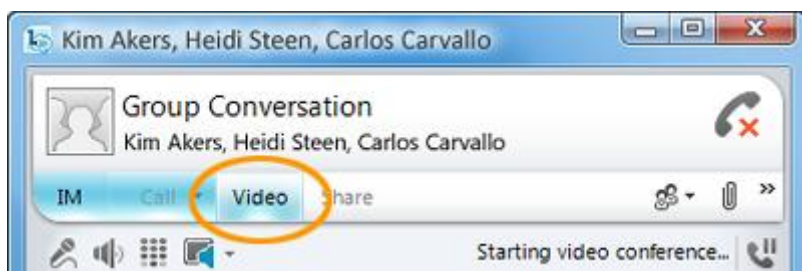 Kim Akers, Heidi Steen, Carlos Carvallo
Group Conversation
Kim Akers, Heidi Steen, Carlos Carvallo
IM Call Video Share
Starting video conference...